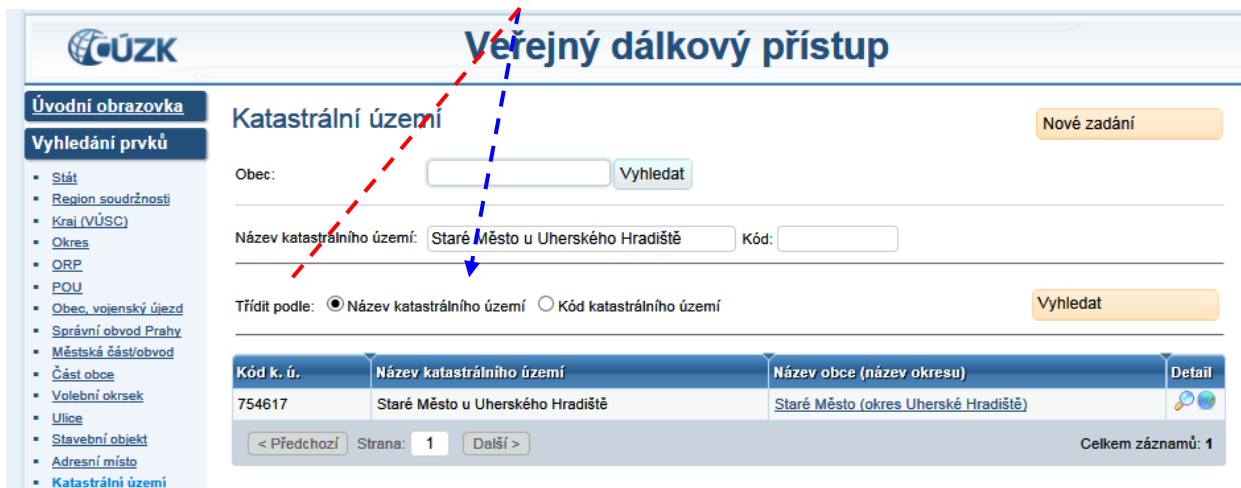 ČÚZK
Veřejný dálkový přístup
Úvodní obrazovka
Vyhledání prvků
Stát
Region soudržnosti
Kraj (VÚSC)
Okres
ORP
POU
Obec, vojenský újezd
Správní obvod Prahy
Městská část/obvod
Část obce
Volební okrsek
Ulice
Stavební objekt
Adresní místo
Katastrální území
Katastrální území
Nové zadání
Obec: Vyhledat
Název katastrálního území: Staré Město u Uherského Hradiště Kód:
Třídit podle: Název katastrálního území Kód katastrálního území Vyhledat
Kód k. ú. Název katastrálního území Název obce (název okresu) Detail
754617 Staré Město u Uherského Hradiště Staré Město (okres Uherské Hradiště)
< Předchozí Strana: 1 Další > Celkem záznamů: 1